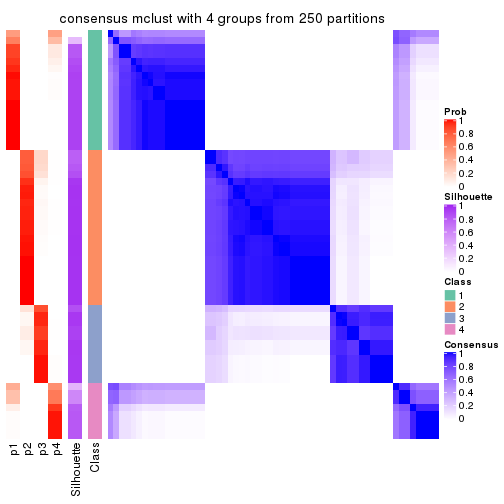 consensus mclust with 4 groups from 250 partitions
Prob
1
0.8
0.6
0.4
0.2
0
Silhouette
1
0.8
0.6
0.4
0.2
0
Class
1
2
3
4
Consensus
1
0.8
0.6
0.4
0.2
0
p1
p2
p3
p4
Silhouette
Class